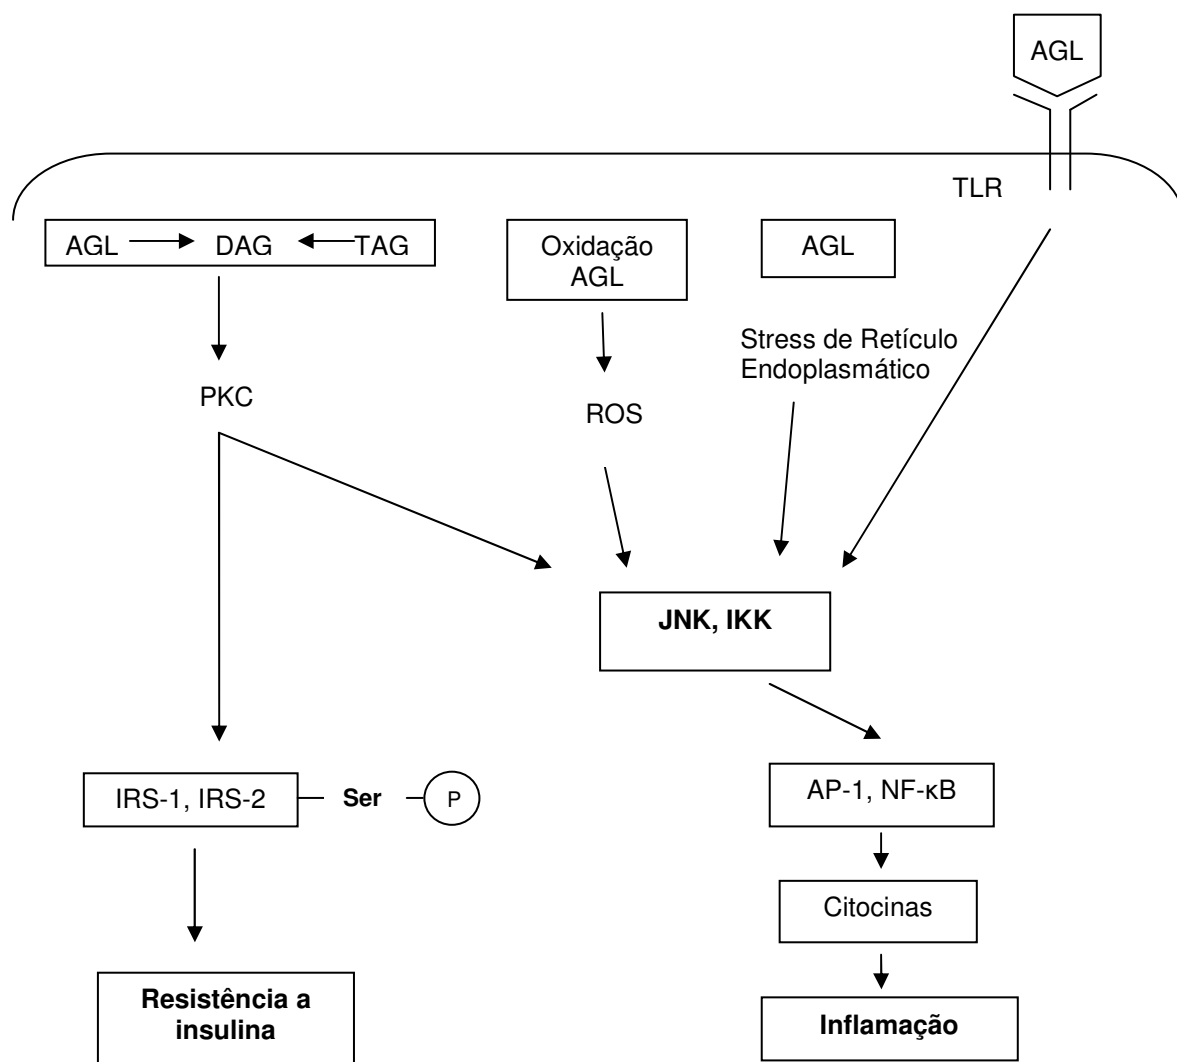 AGL
TLR
AGL DAG TAG
Oxidação
AGL
AGL
Stress de Retículo
Endoplasmático
PKC
ROS
JNK, IKK
IRS-1, IRS-2 Ser P
AP-1, NF-κB
Citocinas
Resistência a
insulina
Inflamação